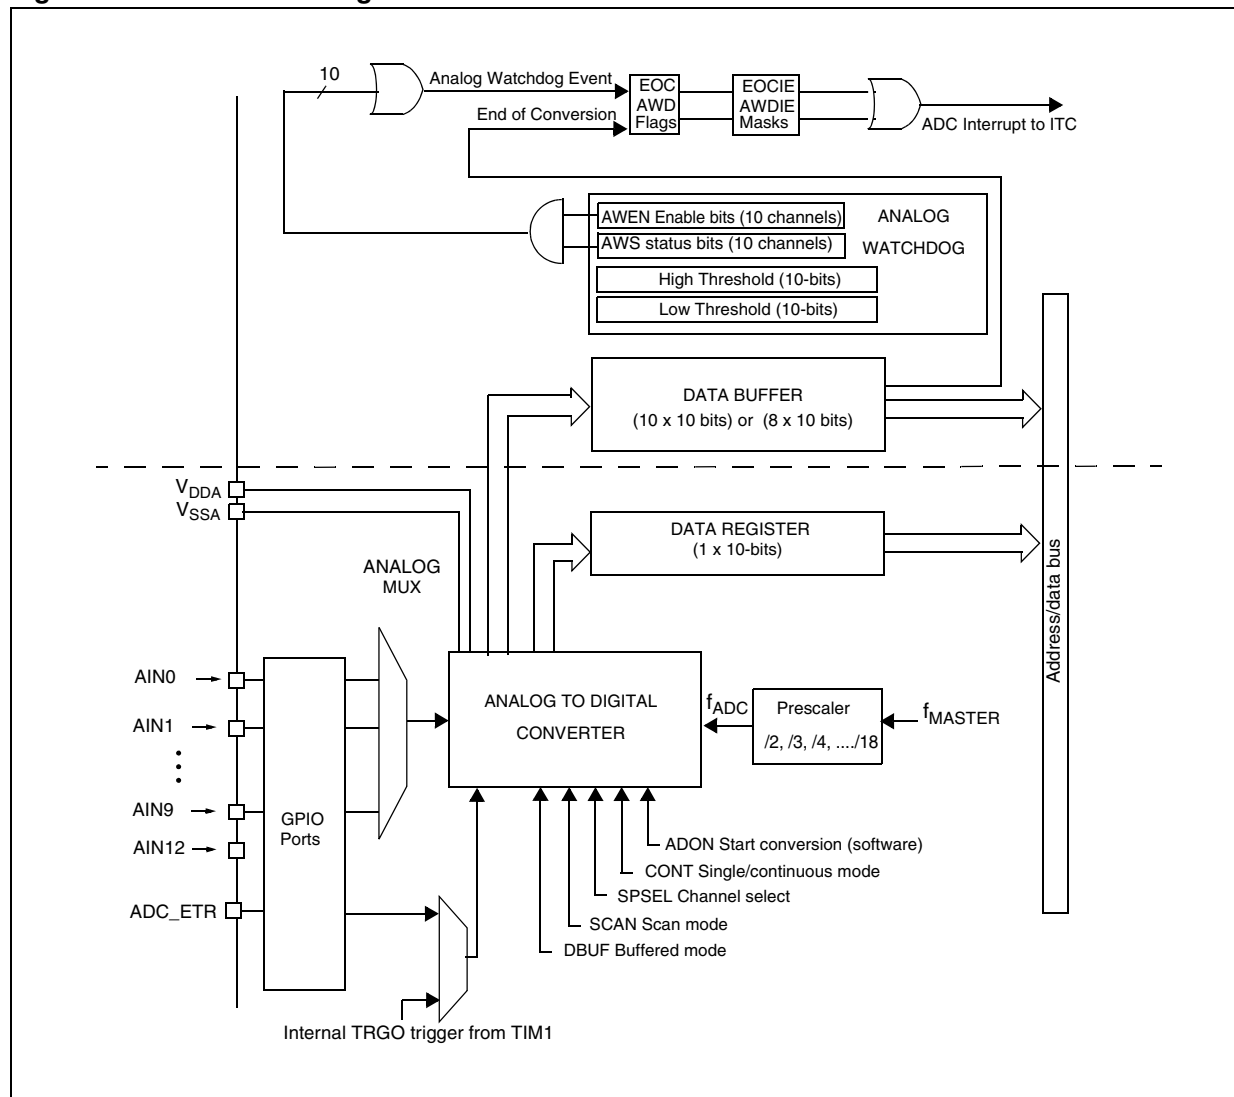 10
Analog Watchdog Event
End of Conversion
EOC
AWD
Flags
EOCIE
AWDIE
Masks
ADC Interrupt to ITC
AWEN Enable bits (10 channels)
AWS status bits (10 channels)
ANALOG
WATCHDOG
High Threshold (10-bits)
Low Threshold (10-bits)
DATA BUFFER
(10 x 10 bits) or (8 x 10 bits)
VDDA
VSSA
DATA REGISTER
(1 x 10-bits)
ANALOG
MUX
Address/data bus
AIN0
AIN1
AIN9
AIN12
ADC_ETR
GPIO
Ports
ANALOG TO DIGITAL
CONVERTER
fADC
Prescaler
/2, /3, /4, ..../18
fMASTER
ADON Start conversion (software)
CONT Single/continuous mode
SPSEL Channel select
SCAN Scan mode
DBUF Buffered mode
Internal TRGO trigger from TIM1